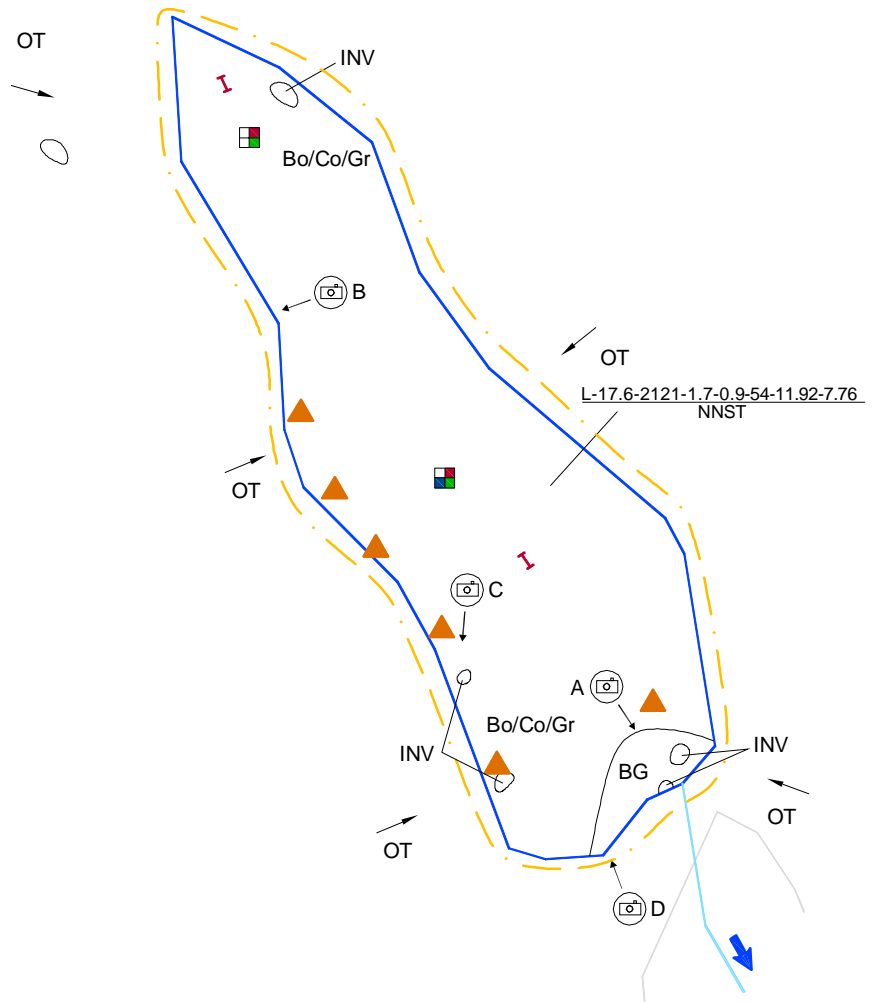 OT
INV
Bo/Co/Gr
B
OT
L-17.6-2121-1.7-0.9-54-11.92-7.76
NNST
OT
C
A
Bo/Co/Gr
INV
BG
INV
OT
OT
D